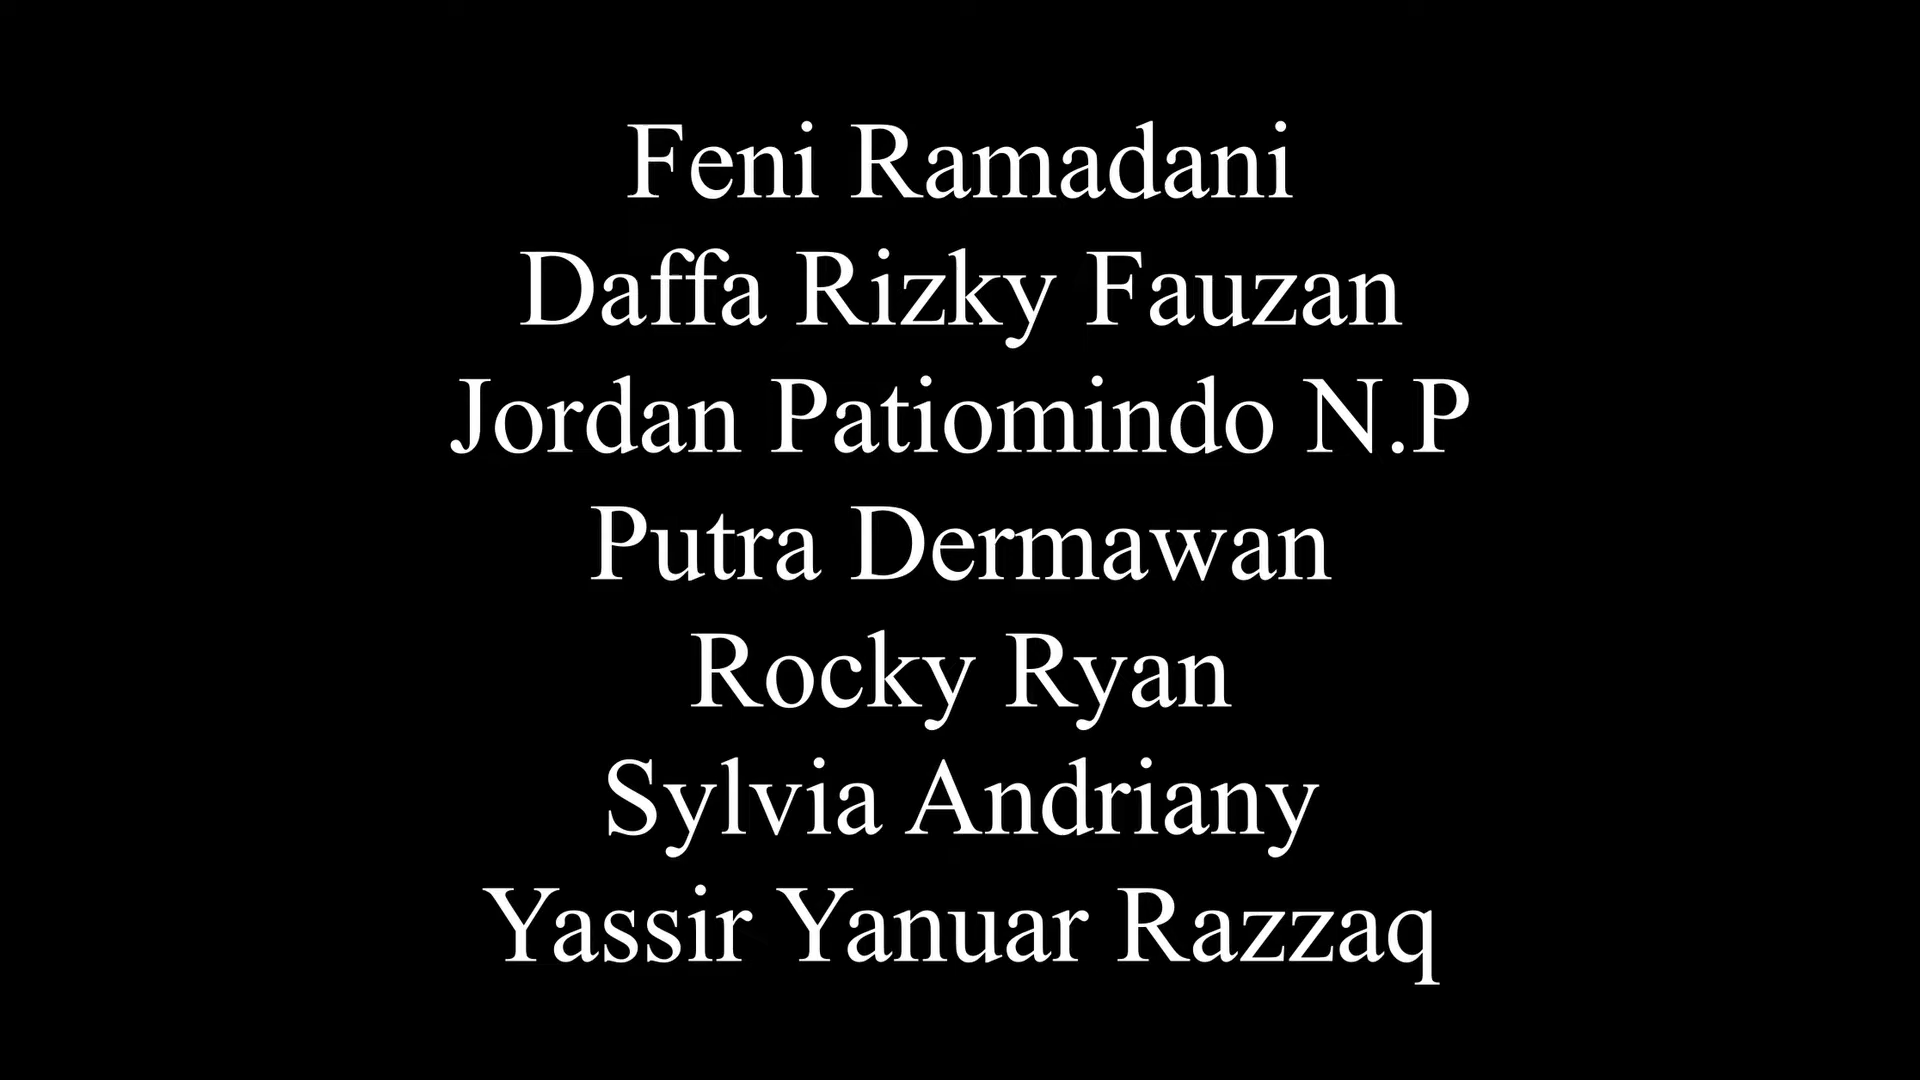 Feni Ramadani
Daffa Rizky Fauzan
Jordan Patiomindo N.P
Putra Dermawan
Rocky Ryan
Sylvia Andriany
Yassir Yanuar Razzaq